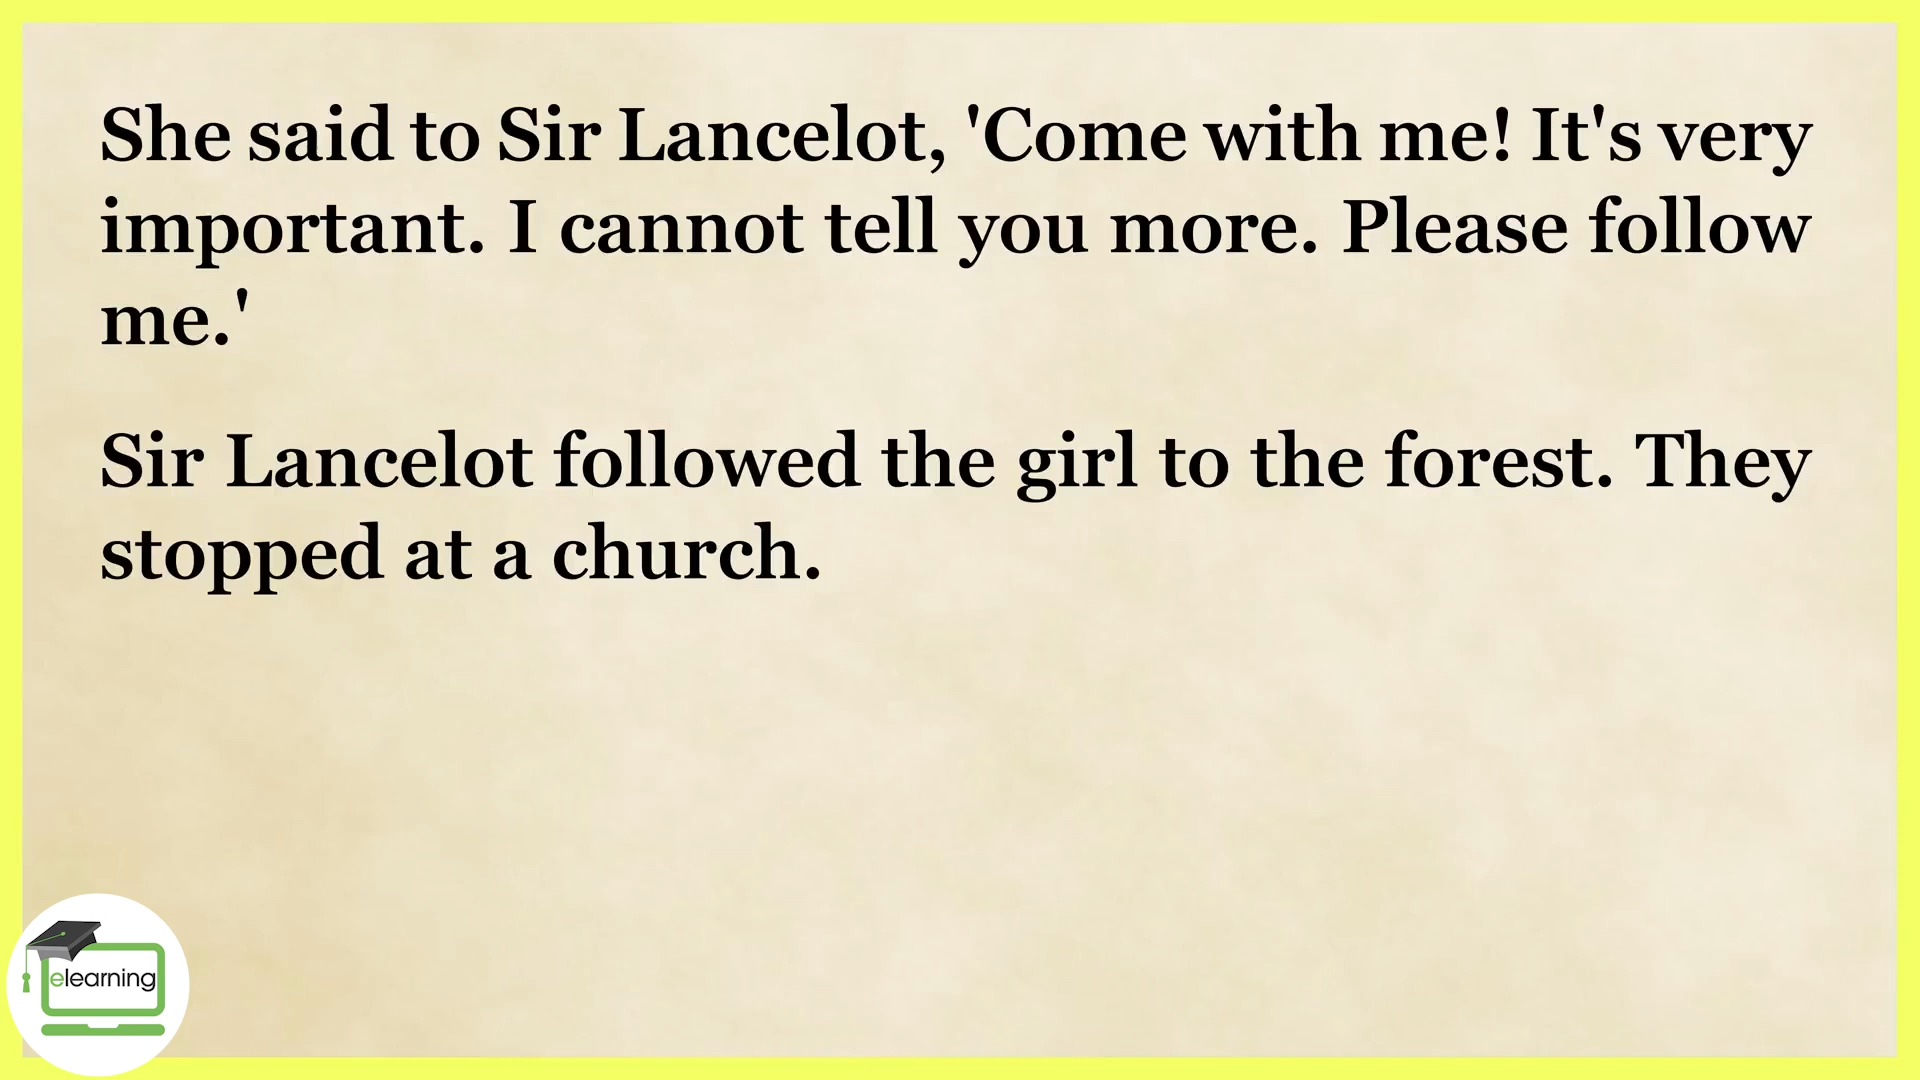 She said to Sir Lancelot, 'Come with me! It's very
important. I cannot tell you more. Please follow
me.'
Sir Lancelot followed the girl to the forest. They
stopped at a church.
elearning